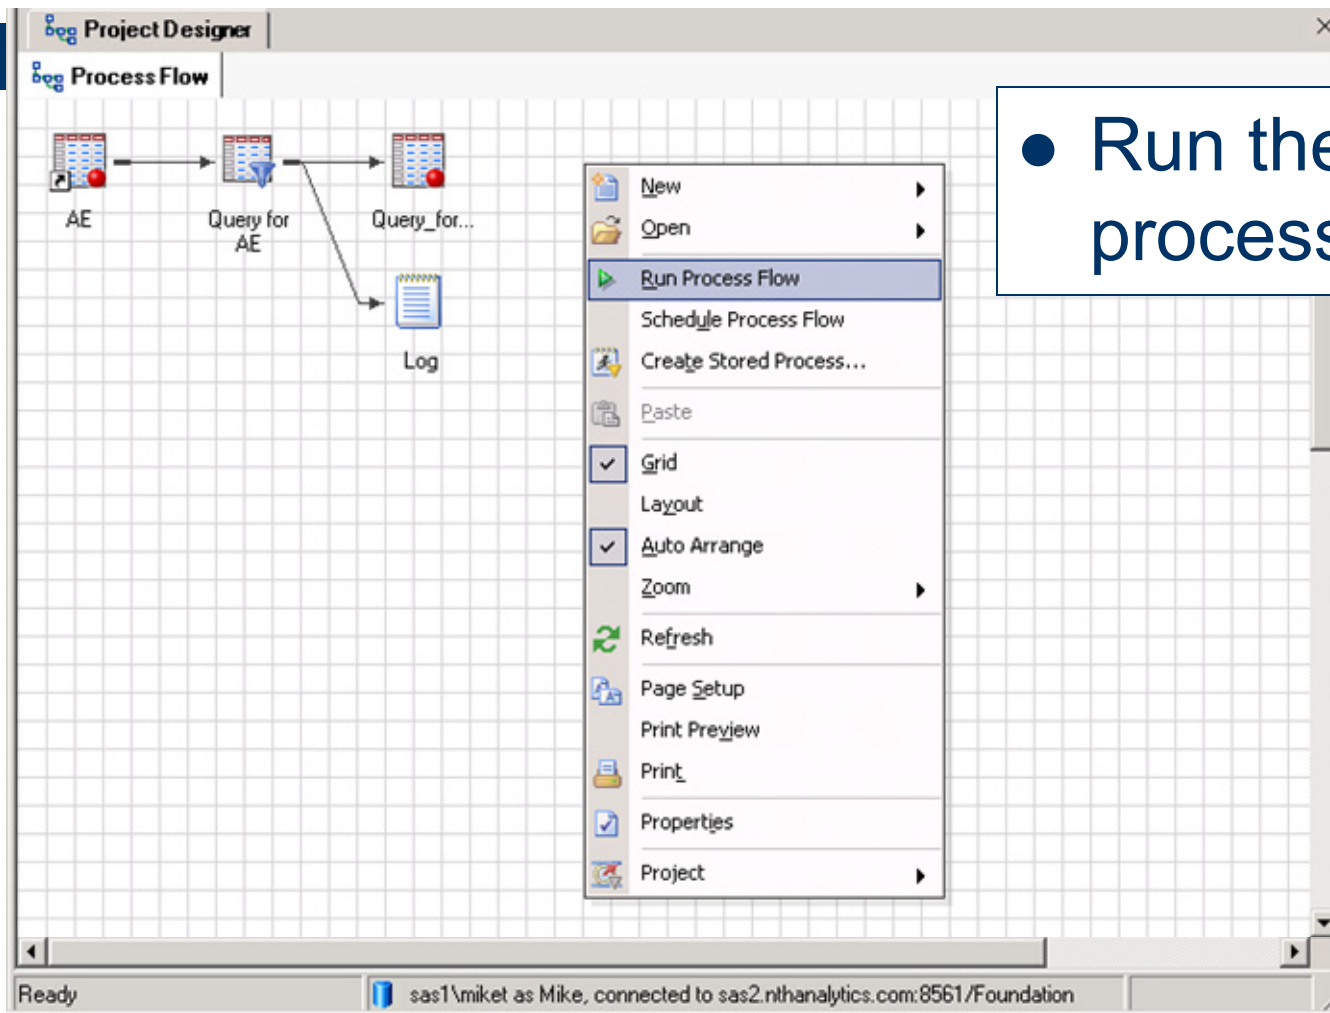 Project Designer
Process Flow
AE
Query for
AE
Query_for...
Log
New
Open
Run Process Flow
Schedule Process Flow
Create Stored Process...
Paste
Grid
Layout
Auto Arrange
Zoom
Refresh
Page Setup
Print Preview
Print
Properties
Project
● Run the
process
Ready
sas1\miket as Mike, connected to sas2.nthanalytics.com:8561/Foundation